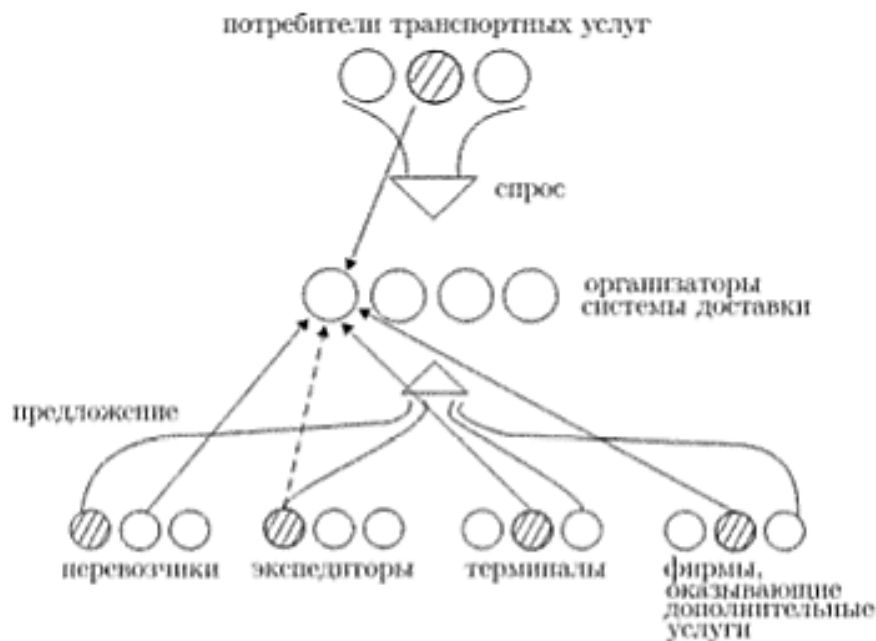 потребители транспортных услуг
спрос
организаторы
системы доставки
предложение
перевозчики
экспедиторы
терминалы
фирмы,
оказывающие
дополнительные
услуги